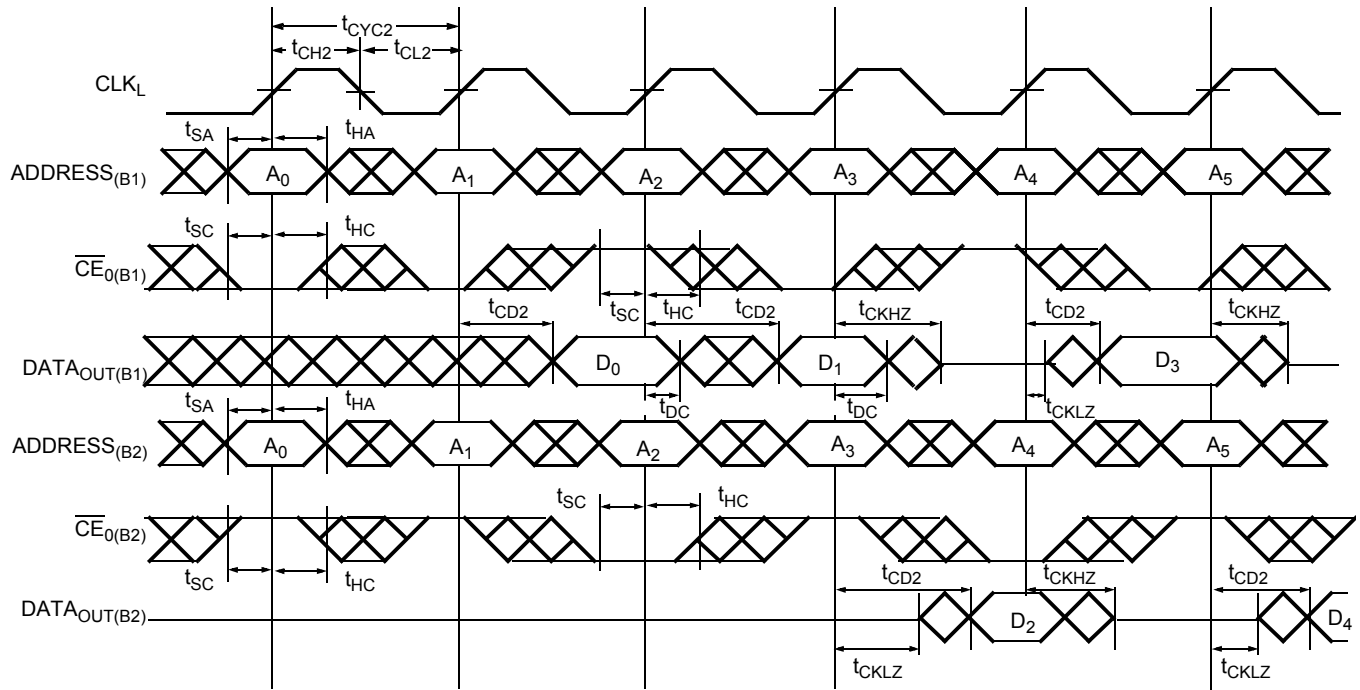 tCYC2
tCH2 tCL2
CLKL
tSA tHA
ADDRESS(B1) A0 A1 A2 A3 A4 A5
tSC tHC
CE0(B1)
tSC tHC
tCD2 tCD2 tCKHZ tCD2 tCKHZ
DATAOUT(B1) D0 D1 D3
tSA tHA tDC tDC tCKLZ
ADDRESS(B2) A0 A1 A2 A3 A4 A5
tSC tHC
CE0(B2)
tSC tHC tCD2 tCKHZ tCD2
DATAOUT(B2) D2 D4
tCKLZ tCKLZ